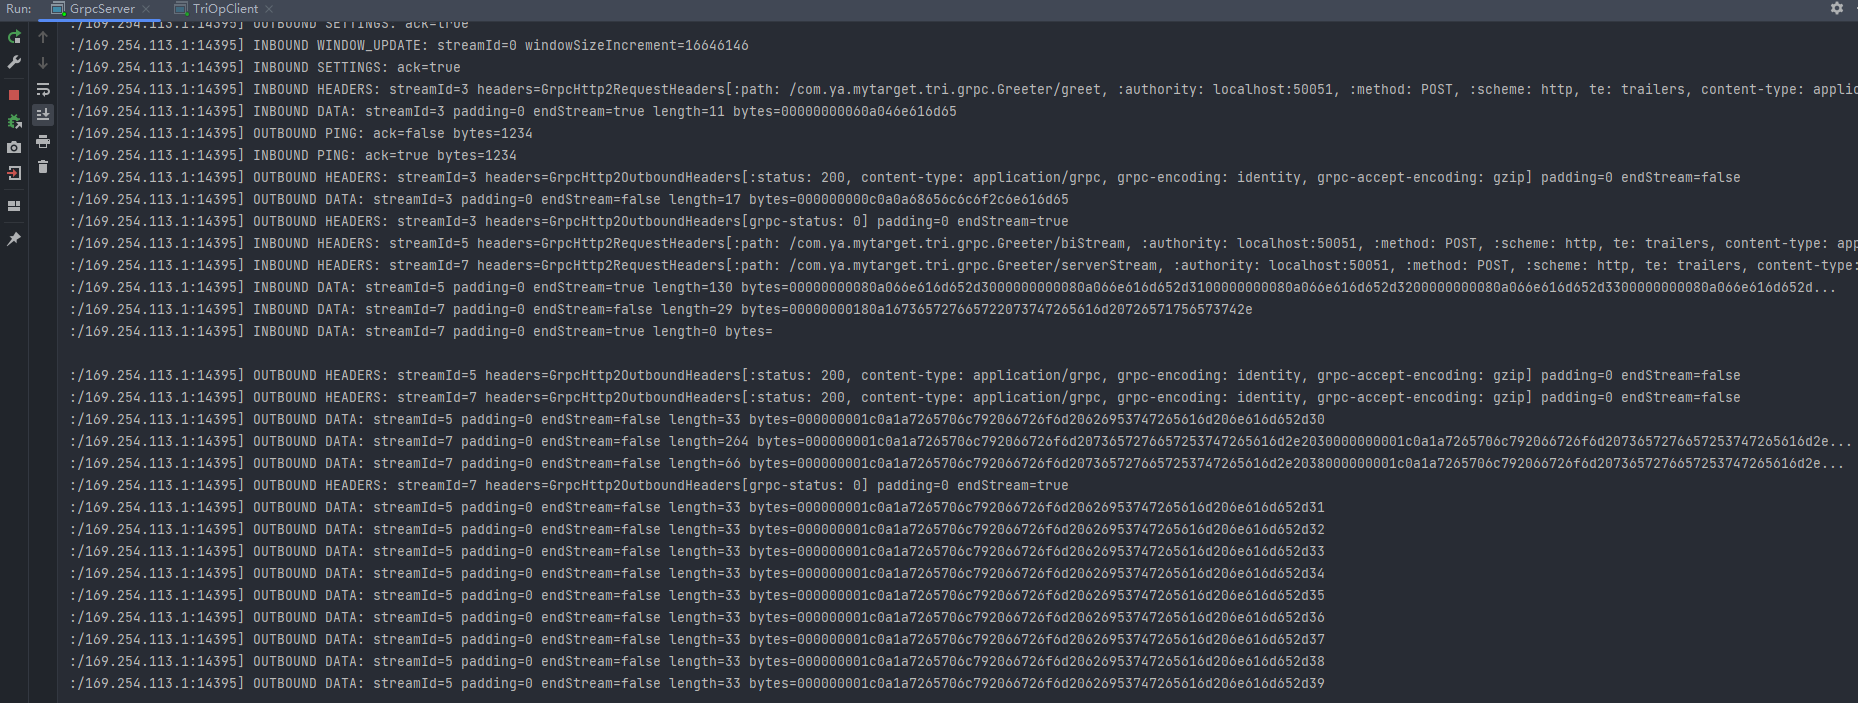 Run: GrpcServer TriOpClient
:/169.254.113.1:14395] OUTBOUND SETTINGS: ack=true
:/169.254.113.1:14395] INBOUND WINDOW_UPDATE: streamId=0 windowSizeIncrement=16646146
:/169.254.113.1:14395] INBOUND SETTINGS: ack=true
:/169.254.113.1:14395] INBOUND HEADERS: streamId=3 headers=GrpcHttp2RequestHeaders[:path: /com.ya.mytarget.tri.grpc.Greeter/greet, :authority: localhost:50051, :method: POST, :scheme: http, te: trailers, content-type: applic
:/169.254.113.1:14395] INBOUND DATA: streamId=3 padding=0 endStream=true length=11 bytes=00000000060a046e616d65
:/169.254.113.1:14395] OUTBOUND PING: ack=false bytes=1234
:/169.254.113.1:14395] INBOUND PING: ack=true bytes=1234
:/169.254.113.1:14395] OUTBOUND HEADERS: streamId=3 headers=GrpcHttp2OutboundHeaders[:status: 200, content-type: application/grpc, grpc-encoding: identity, grpc-accept-encoding: gzip] padding=0 endStream=false
:/169.254.113.1:14395] OUTBOUND DATA: streamId=3 padding=0 endStream=false length=17 bytes=000000000c0a0a68656c6c6f2c6e616d65
:/169.254.113.1:14395] OUTBOUND HEADERS: streamId=3 headers=GrpcHttp2OutboundHeaders[grpc-status: 0] padding=0 endStream=true
:/169.254.113.1:14395] INBOUND HEADERS: streamId=5 headers=GrpcHttp2RequestHeaders[:path: /com.ya.mytarget.tri.grpc.Greeter/biStream, :authority: localhost:50051, :method: POST, :scheme: http, te: trailers, content-type: app
:/169.254.113.1:14395] INBOUND HEADERS: streamId=7 headers=GrpcHttp2RequestHeaders[:path: /com.ya.mytarget.tri.grpc.Greeter/serverStream, :authority: localhost:50051, :method: POST, :scheme: http, te: trailers, content-type:
:/169.254.113.1:14395] INBOUND DATA: streamId=5 padding=0 endStream=true length=130 bytes=00000000080a066e616d652d3000000000080a066e616d652d3100000000080a066e616d652d3200000000080a066e616d652d3300000000080a066e616d652d...
:/169.254.113.1:14395] INBOUND DATA: streamId=7 padding=0 endStream=false length=29 bytes=00000000180a167365727665722073747265616d20726571756573742e
:/169.254.113.1:14395] INBOUND DATA: streamId=7 padding=0 endStream=true length=0 bytes=
:/169.254.113.1:14395] OUTBOUND HEADERS: streamId=5 headers=GrpcHttp2OutboundHeaders[:status: 200, content-type: application/grpc, grpc-encoding: identity, grpc-accept-encoding: gzip] padding=0 endStream=false
:/169.254.113.1:14395] OUTBOUND HEADERS: streamId=7 headers=GrpcHttp2OutboundHeaders[:status: 200, content-type: application/grpc, grpc-encoding: identity, grpc-accept-encoding: gzip] padding=0 endStream=false
:/169.254.113.1:14395] OUTBOUND DATA: streamId=5 padding=0 endStream=false length=33 bytes=000000001c0a1a7265706c792066726f6d20626953747265616d206e616d652d30
:/169.254.113.1:14395] OUTBOUND DATA: streamId=7 padding=0 endStream=false length=264 bytes=000000001c0a1a7265706c792066726f6d2073657276657253747265616d2e2030000000001c0a1a7265706c792066726f6d2073657276657253747265616d2e...
:/169.254.113.1:14395] OUTBOUND DATA: streamId=7 padding=0 endStream=false length=66 bytes=000000001c0a1a7265706c792066726f6d2073657276657253747265616d2e2038000000001c0a1a7265706c792066726f6d2073657276657253747265616d2e...
:/169.254.113.1:14395] OUTBOUND HEADERS: streamId=7 headers=GrpcHttp2OutboundHeaders[grpc-status: 0] padding=0 endStream=true
:/169.254.113.1:14395] OUTBOUND DATA: streamId=5 padding=0 endStream=false length=33 bytes=000000001c0a1a7265706c792066726f6d20626953747265616d206e616d652d31
:/169.254.113.1:14395] OUTBOUND DATA: streamId=5 padding=0 endStream=false length=33 bytes=000000001c0a1a7265706c792066726f6d20626953747265616d206e616d652d32
:/169.254.113.1:14395] OUTBOUND DATA: streamId=5 padding=0 endStream=false length=33 bytes=000000001c0a1a7265706c792066726f6d20626953747265616d206e616d652d33
:/169.254.113.1:14395] OUTBOUND DATA: streamId=5 padding=0 endStream=false length=33 bytes=000000001c0a1a7265706c792066726f6d20626953747265616d206e616d652d34
:/169.254.113.1:14395] OUTBOUND DATA: streamId=5 padding=0 endStream=false length=33 bytes=000000001c0a1a7265706c792066726f6d20626953747265616d206e616d652d35
:/169.254.113.1:14395] OUTBOUND DATA: streamId=5 padding=0 endStream=false length=33 bytes=000000001c0a1a7265706c792066726f6d20626953747265616d206e616d652d36
:/169.254.113.1:14395] OUTBOUND DATA: streamId=5 padding=0 endStream=false length=33 bytes=000000001c0a1a7265706c792066726f6d20626953747265616d206e616d652d37
:/169.254.113.1:14395] OUTBOUND DATA: streamId=5 padding=0 endStream=false length=33 bytes=000000001c0a1a7265706c792066726f6d20626953747265616d206e616d652d38
:/169.254.113.1:14395] OUTBOUND DATA: streamId=5 padding=0 endStream=false length=33 bytes=000000001c0a1a7265706c792066726f6d20626953747265616d206e616d652d39